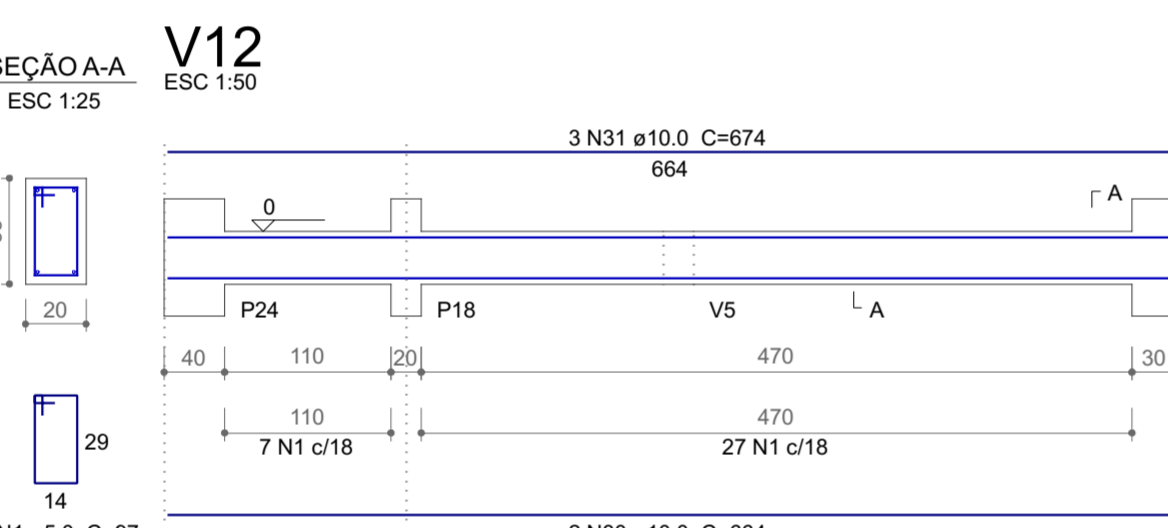 SEÇÃO A-A
ESC 1:25
V12
ESC 1:50
3 N31 ø10.0 C=674
664
A
0
P24
P18
V5
A
20
40
110
20
470
30
110
470
7 N1 c/18
27 N1 c/18
29
14